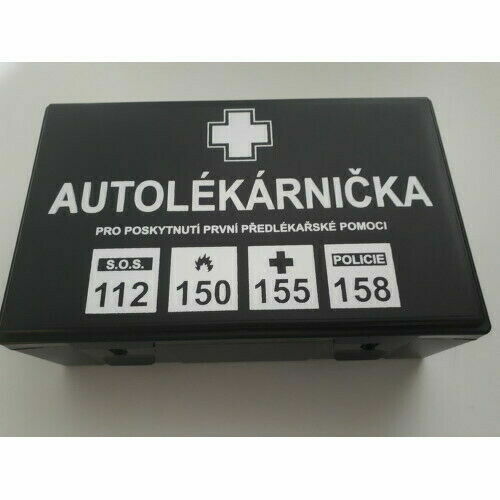 AUTOLÉKÁRNIČKA
PRO POSKYTNUTÍ PRVNÍ PŘEDLÉKAŘSKÉ POMOCI
S.O.S. POLICIE
112 150 155 158